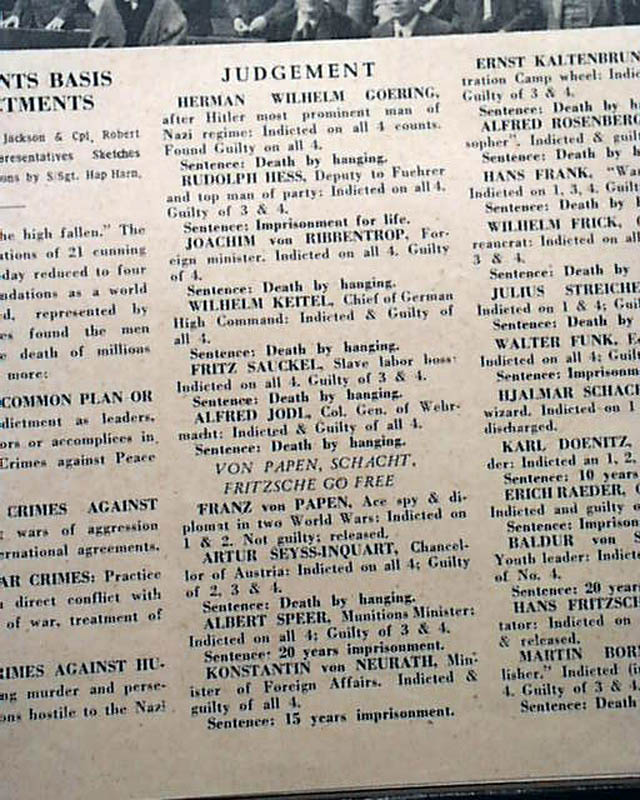 NTS BASIS
CTMENTS
Jackson & Cpl. Robert
presentatives Sketches
ons by S/Sgt. Hap Harn.
he high fallen." The
ations of 21 cunning
day reduced to four
ndations as a world
d, represented by
es found the men
e death of millions
more:
COMMON PLAN OR
dictment as leaders,
ors or accomplices in
Crimes against Peace
CRIMES AGAINST
wars of aggression
ernational agreements.
AR CRIMES: Practice
direct conflict with
of war, treatment of
RIMES AGAINST HU-
ng murder and perse-
ons hostile to the Nazi
JUDGEMENT
HERMAN WILHELM GOERING,
after Hitler most prominent man of
Nazi regime: Indicted on all 4 counts.
Found Guilty on all 4.
Sentence: Death by hanging.
RUDOLPH HESS, Deputy to Fuehrer
and top man of party: Indicted on all 4.
Guilty of 3 & 4.
Sentence: Imprisonment for life.
JOACHIM von RIBBENTROP, For-
eign minister. Indicted on all 4. Guilty
of 4.
Sentence: Death by hanging.
WILHELM KEITEL, Chief of German
High Command: Indicted & Guilty of
all 4.
Sentence: Death by hanging.
FRITZ SAUCKEL, Slave labor boss:
Indicted on all 4. Guilty of 3 & 4.
Sentence: Death by hanging.
ALFRED JODL, Col. Gen. of Wehr-
macht: Indicted & Guilty of all 4.
Sentence: Death by hanging.
VON PAPEN, SCHACHT,
FRITZSCHE GO FREE
FRANZ von PAPEN, Ace spy & di-
plomat in two World Wars: Indicted on
1 & 2. Not guilty; released.
ARTUR SEYSS-INQUART, Chancel-
lor of Austria: Indicted on all 4; Guilty
of 2, 3 & 4.
Sentence: Death by hanging.
ALBERT SPEER, Munitions Minister:
Indicted on all 4; Guilty of 3 & 4.
Sentence: 20 years imprisonment.
KONSTANTIN von NEURATH, Min-
ister of Foreign Affairs. Indicted &
guilty of all 4.
Sentence: 15 years imprisonment.
ERNST KALTENBRUN
tration Camp wheel: Indic
Guilty of 3 & 4.
Sentence: Death by h
ALFRED ROSENBERG
sopher". Indicted & guil
Sentence: Death by h
HANS FRANK, "Wa
Indicted on 1, 3, 4. Guilt
Sentence: Death by
WILHELM FRICK,
reaucrat: Indicted on all
3 & 4.
Sentence: Death by
JULIUS STREICHE
Indicted on 1 & 4; Guilt
Sentence: Death by
WALTER FUNK, E
Indicted on all 4; Guilt
Sentence: Imprisonm
HJALMAR SCHAC
wizard. Indicted on 1
discharged.
KARL DOENITZ,
der: Indicted an 1, 2,
Sentence: 10 years
ERICH RAEDER, C
Indicted and guilty o
Sentence: Imprison
BALDUR von S
Youth leader: Indicte
of No. 4.
Sentence: 20 years
HANS FRITZSCH
tator: Indicted on
& released.
MARTIN BORM
lisher." Indicted (i
4. Guilty of 3 & 4
Sentence: Death